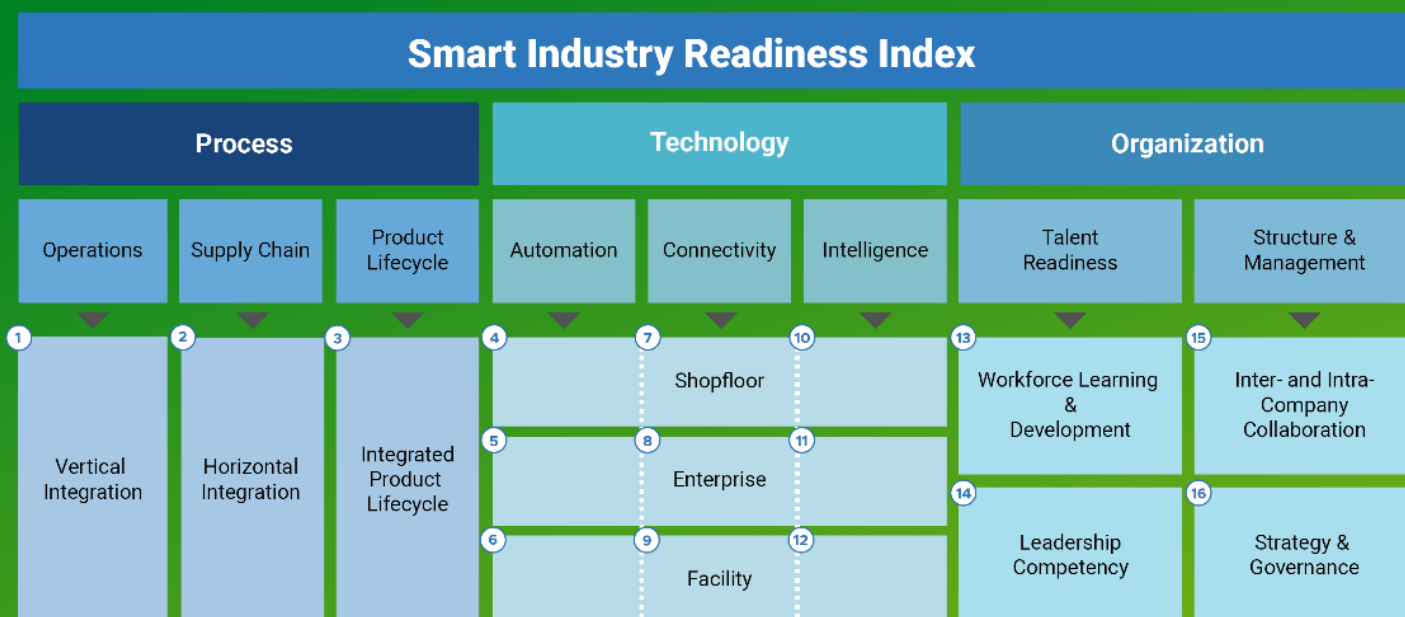 Smart Industry Readiness Index
Process
Technology
Organization
Operations
Supply Chain
Product
Lifecycle
Automation
Connectivity
Intelligence
Talent
Readiness
Structure &
Management
1
Vertical
Integration
2
Horizontal
Integration
3
Integrated
Product
Lifecycle
4
7
10
Shopfloor
5
8
11
Enterprise
6
9
12
Facility
13
Workforce Learning
&
Development
15
Inter- and Intra-
Company
Collaboration
14
Leadership
Competency
16
Strategy &
Governance